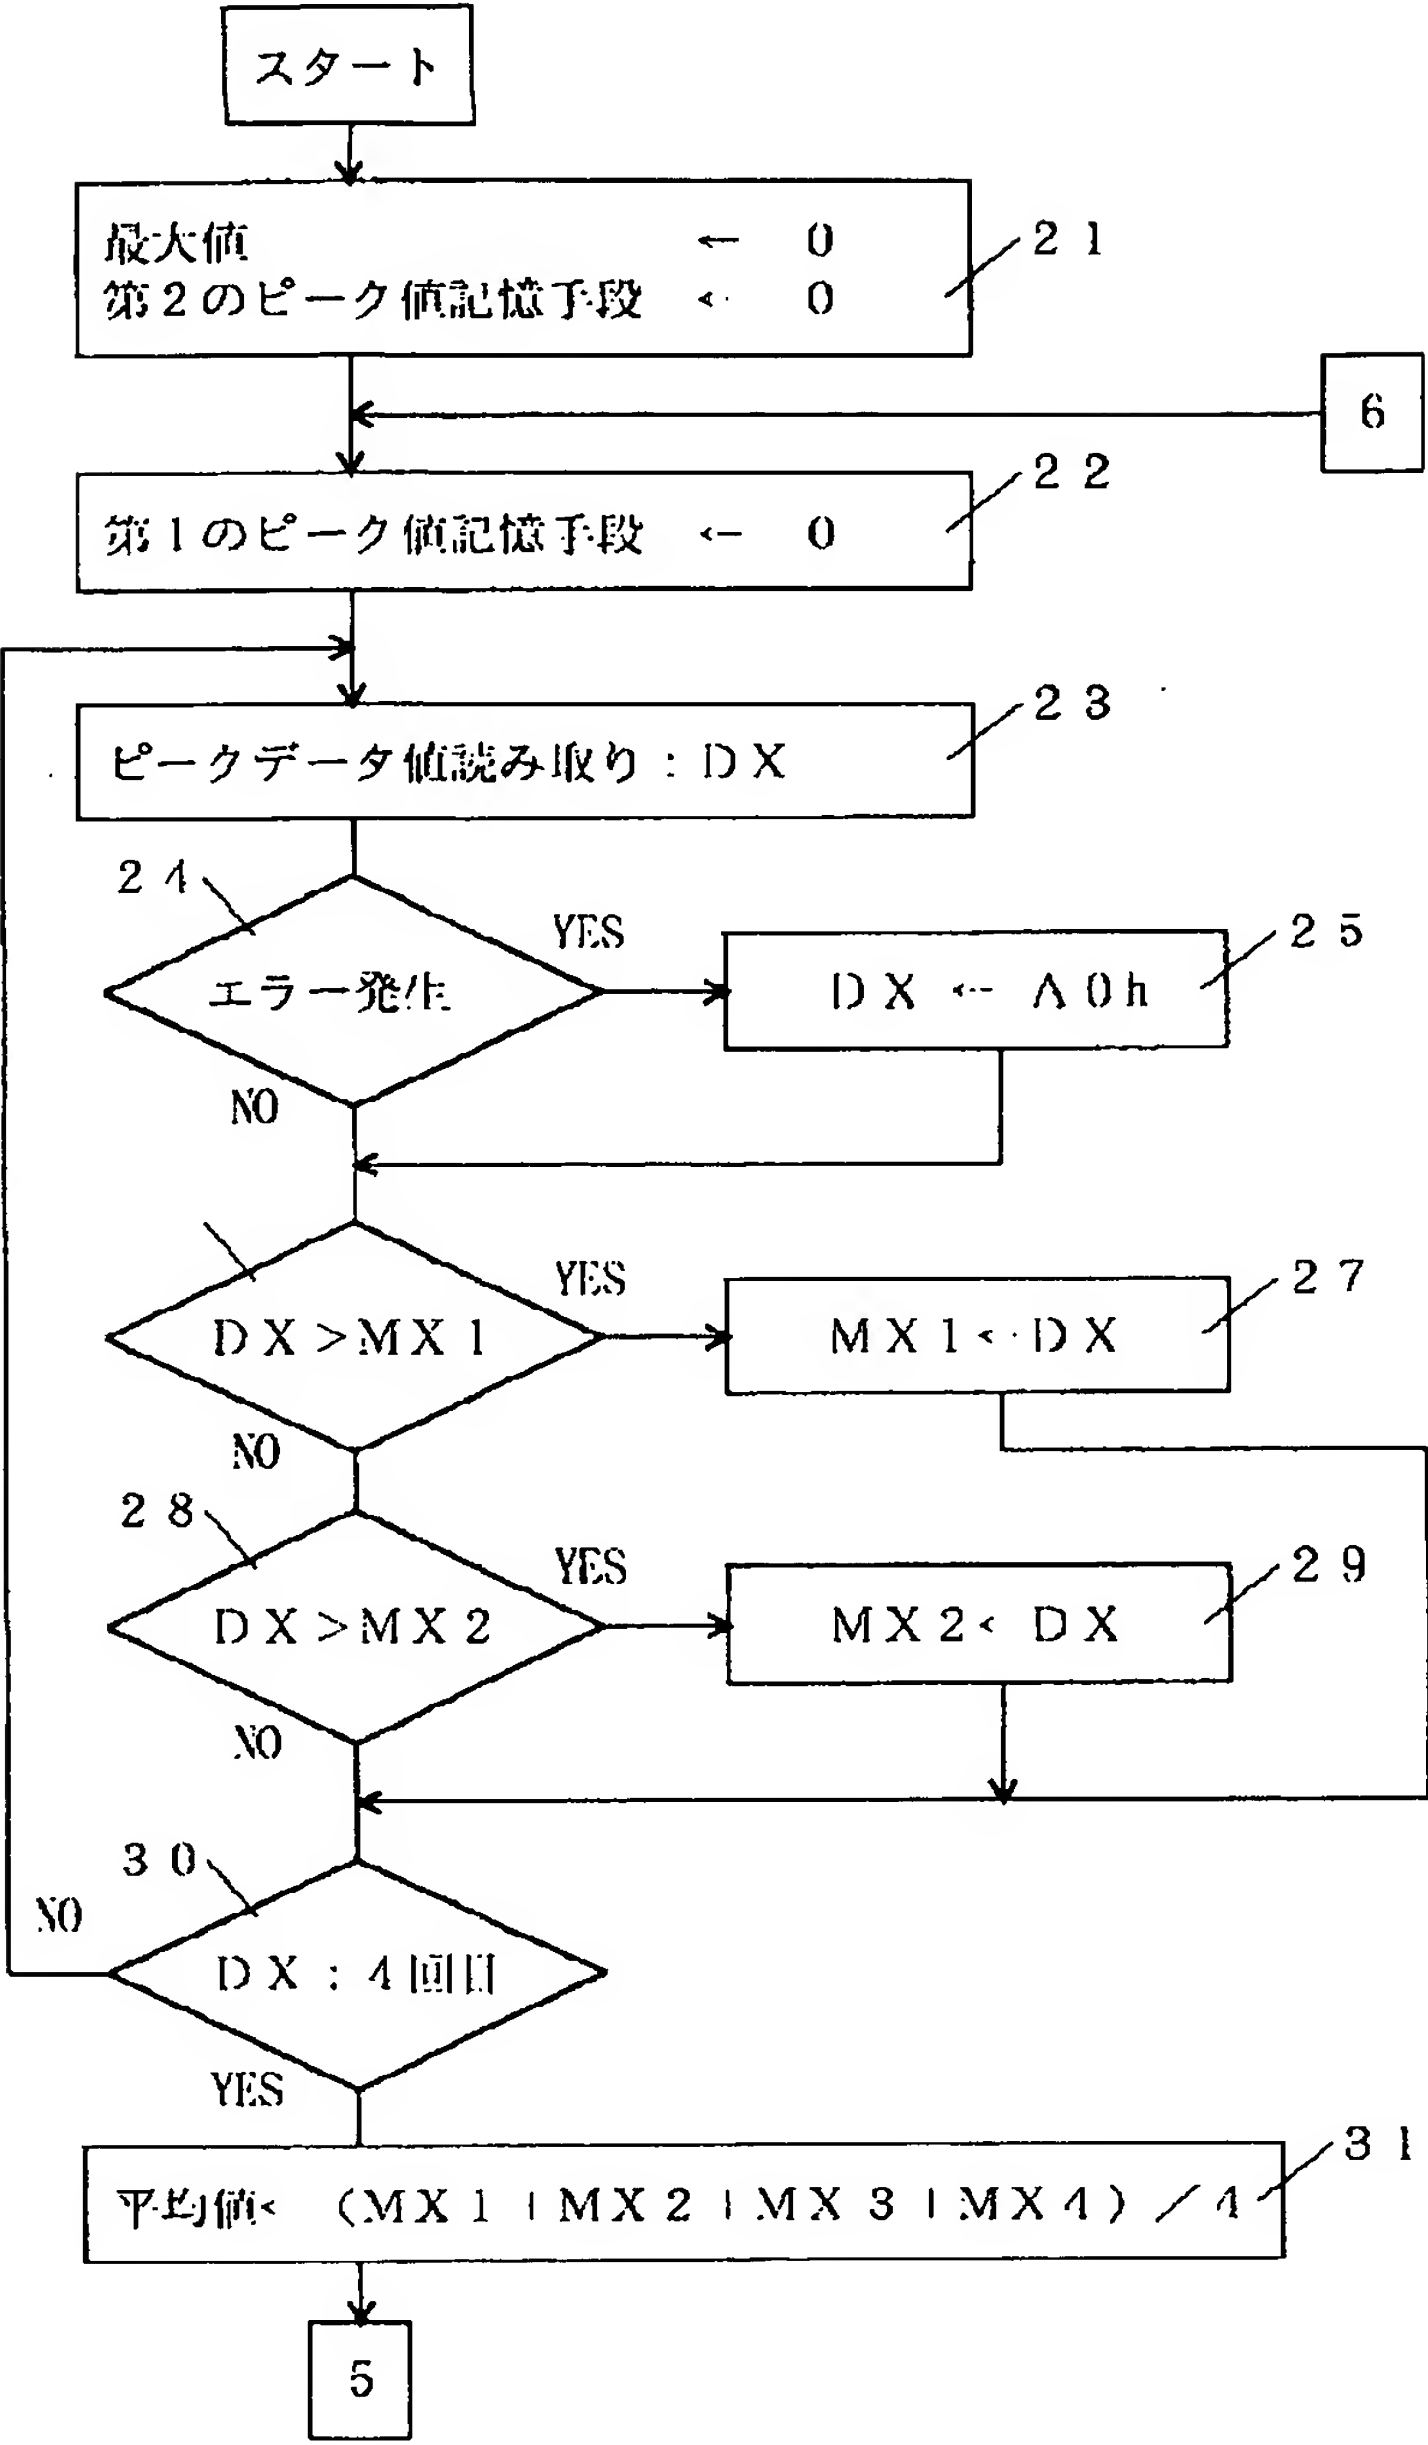 スタート
最大値 ← 0
第2のピーク値記憶手段 ← 0
21
6
22
第1のピーク値記憶手段 ← 0
23
ピークデータ値読み取り:DX
24
エラー発生
YES
NO
25
DX ← A0h
DX>MX1
YES
NO
27
MX1←DX
28
DX>MX2
YES
NO
29
MX2← DX
30
DX:4回目
NO
YES
31
平均値← (MX1+MX2+MX3+MX4)/4
5